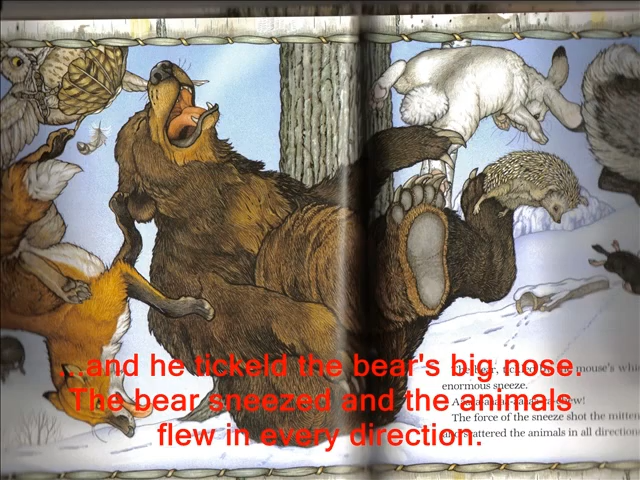 ...and he tickeld the bear's big nose.
The bear sneezed and the animals
flew in every direction.
mouse's
enormous sneeze.
The force of the sneeze shot the mitten
scattered the animals in all direction